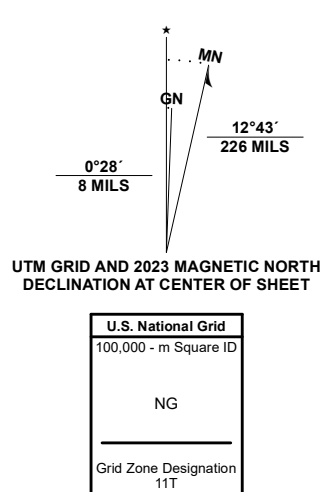 ★
MN
GN
0°28´
8 MILS
12°43´
226 MILS
UTM GRID AND 2023 MAGNETIC NORTH
DECLINATION AT CENTER OF SHEET
U.S. National Grid
100,000 - m Square ID
NG
Grid Zone Designation
11T